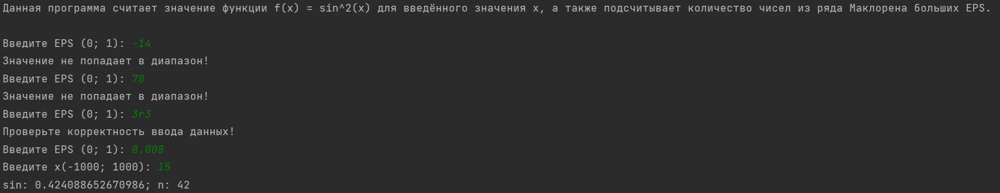 Данная программа считает значение функции f(x) = sin^2(x) для введённого значения x, а также подсчитывает количество чисел из ряда Маклорена больших EPS.
Введите EPS (0; 1): -14
Значение не попадает в диапазон!
Введите EPS (0; 1): 78
Значение не попадает в диапазон!
Введите EPS (0; 1): 3r3
Проверьте корректность ввода данных!
Введите EPS (0; 1): 0.008
Введите x(-1000; 1000): 15
sin: 0.424088652670986; n: 42